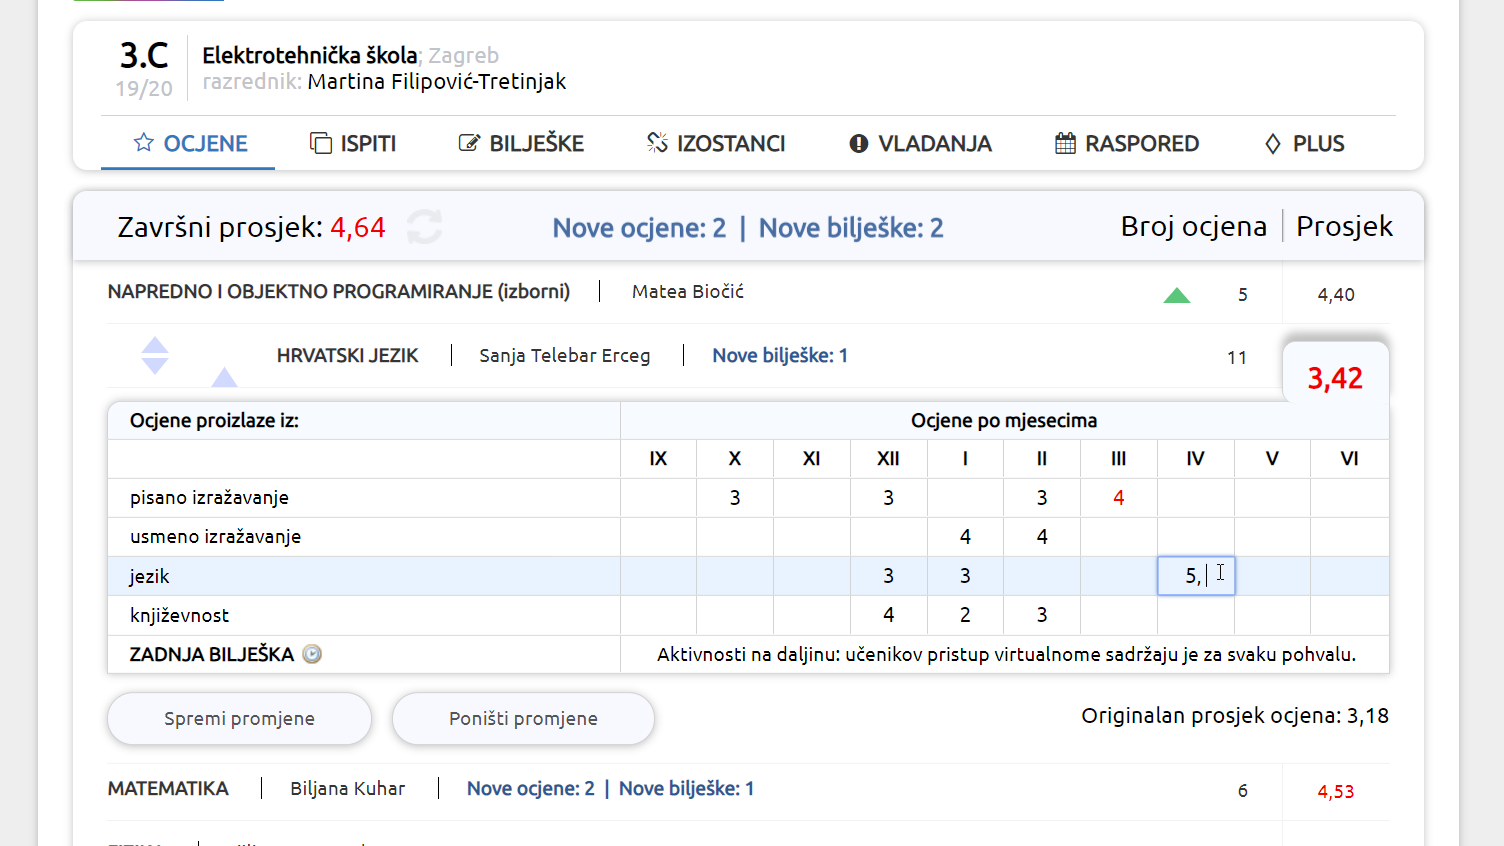 3.C
19/20
Elektrotehnička škola; Zagreb
razrednik: Martina Filipović-Tretinjak
OCJENE ISPITI BILJEŠKE IZOSTANCI VLADANJA RASPORED PLUS
Završni prosjek: 4,64 Nove ocjene: 2 | Nove bilješke: 2 Broj ocjena Prosjek
NAPREDNO I OBJEKTNO PROGRAMIRANJE (izborni) Matea Biočić 5 4,40
HRVATSKI JEZIK Sanja Telebar Erceg Nove bilješke: 1 11 3,42
Ocjene proizlaze iz: Ocjene po mjesecima
IX X XI XII I II III IV V VI
pisano izražavanje 3 3 3 4
usmeno izražavanje 4 4
jezik 3 3 5,
književnost 4 2 3
ZADNJA BILJEŠKA Aktivnosti na daljinu: učenikov pristup virtualnome sadržaju je za svaku pohvalu.
Spremi promjene Poništi promjene Originalan prosjek ocjena: 3,18
MATEMATIKA Biljana Kuhar Nove ocjene: 2 | Nove bilješke: 1 6 4,53